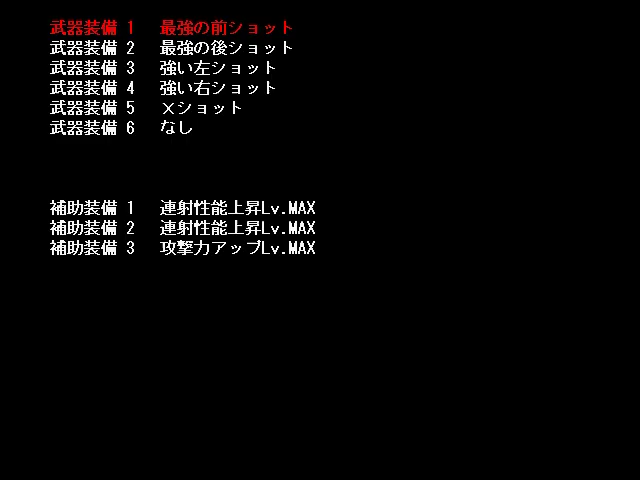 武器装備 1 最強の前ショット
武器装備 2 最強の後ショット
武器装備 3 強い左ショット
武器装備 4 強い右ショット
武器装備 5 Xショット
武器装備 6 なし
補助装備 1 連射性能上昇Lv.MAX
補助装備 2 連射性能上昇Lv.MAX
補助装備 3 攻撃力アップLv.MAX